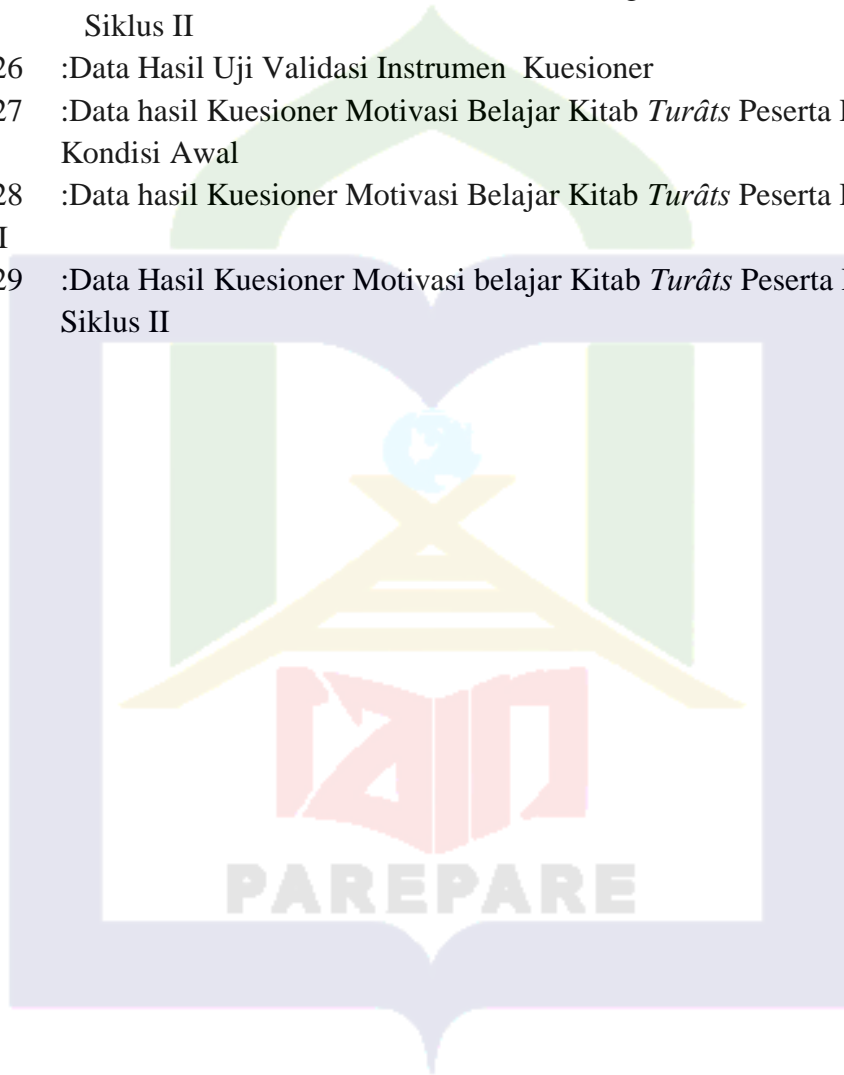 Siklus II
26 :Data Hasil Uji Validasi Instrumen Kuesioner
27 :Data hasil Kuesioner Motivasi Belajar Kitab Turâts Peserta
Kondisi Awal
28 :Data hasil Kuesioner Motivasi Belajar Kitab Turâts Peserta
I
29 :Data Hasil Kuesioner Motivasi belajar Kitab Turâts Peserta
Siklus II
iain
PAREPARE